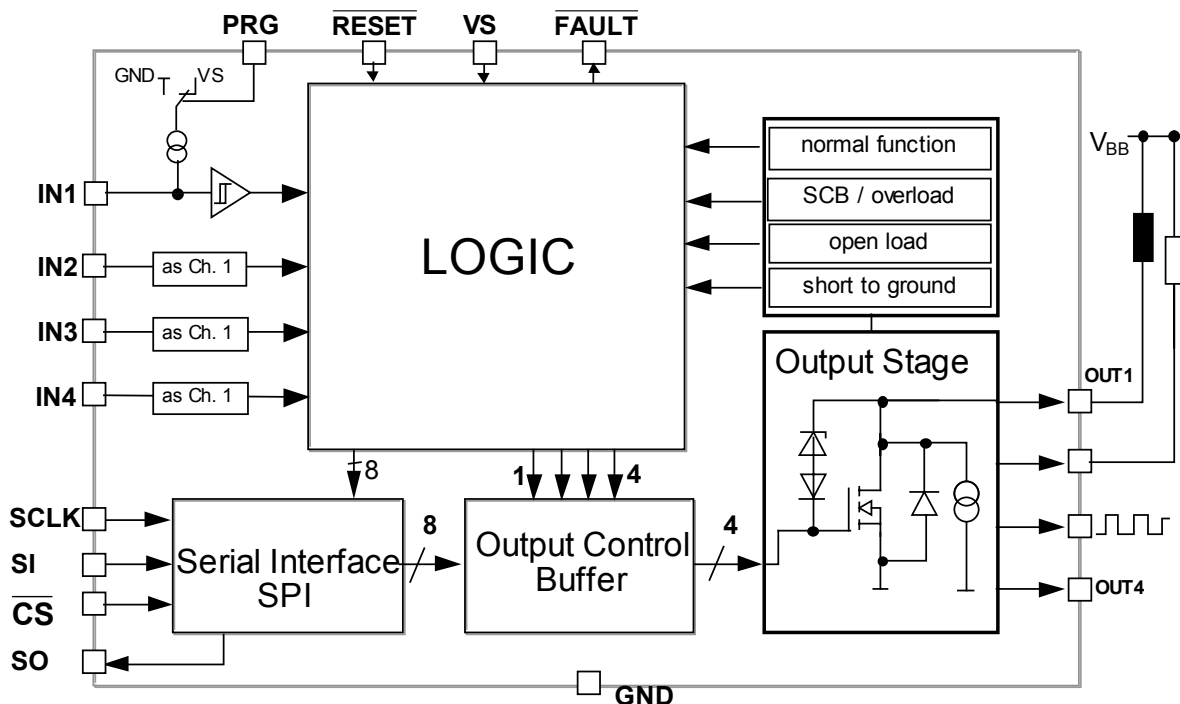 PRG
RESET
VS
FAULT
GND
VS
normal function
SCB / overload
open load
short to ground
V_BB
IN1
LOGIC
IN2
as Ch. 1
IN3
as Ch. 1
IN4
as Ch. 1
Output Stage
OUT1
8
1
4
SCLK
SI
CS
SO
Serial Interface
SPI
8
Output Control
Buffer
4
OUT4
GND